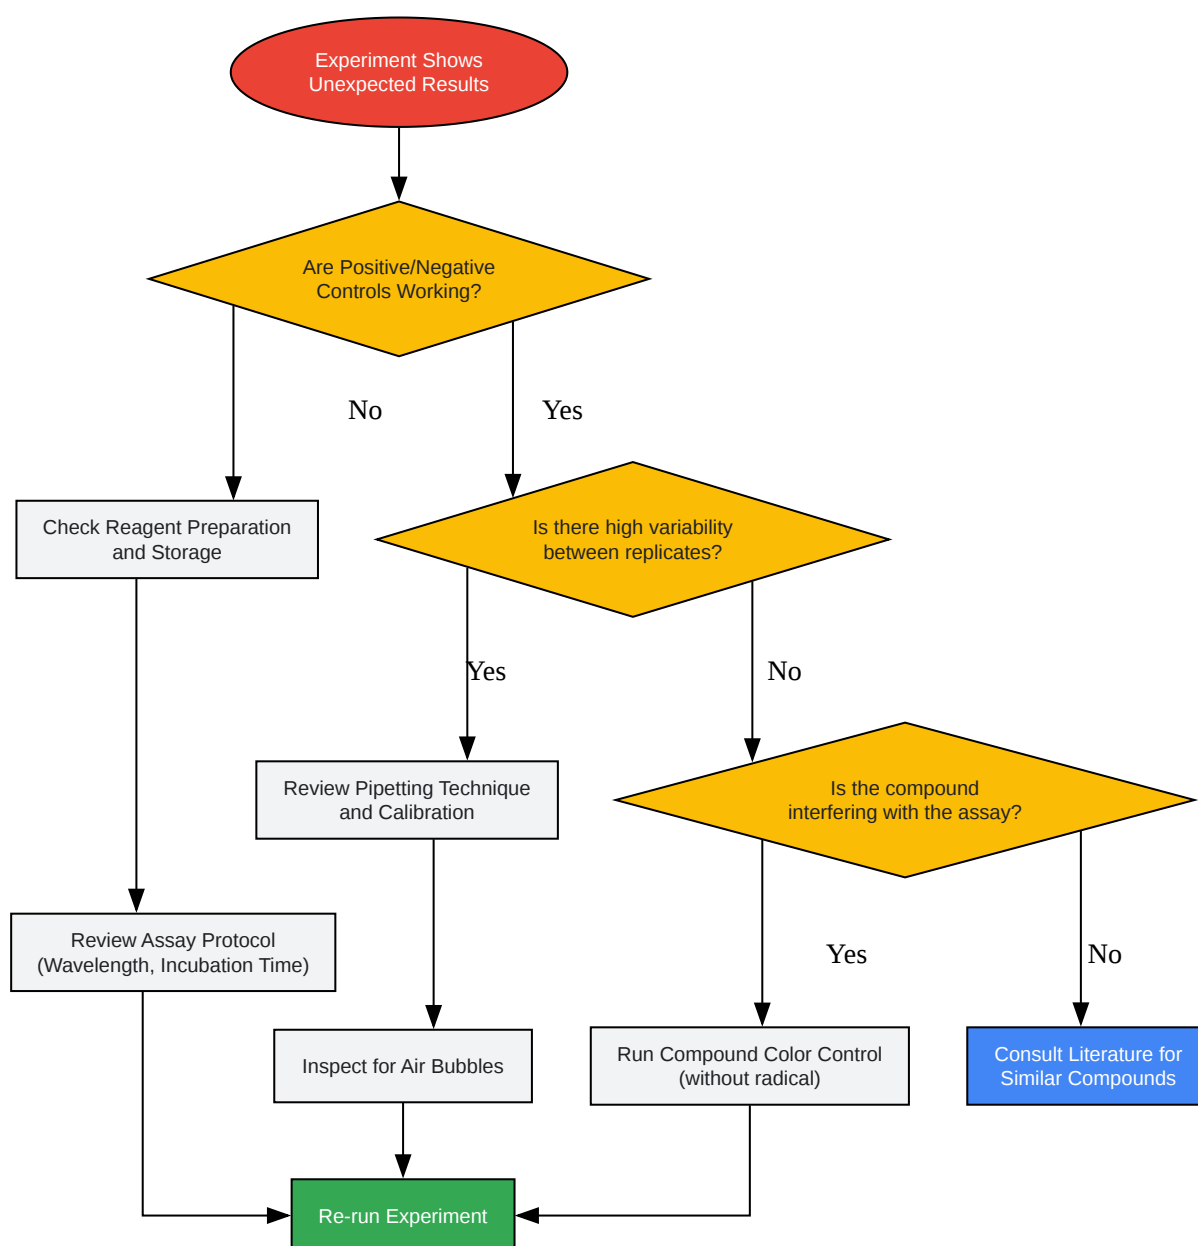 Experiment Shows
Unexpected Results
Are Positive/Negative
Controls Working?
No
Yes
Check Reagent Preparation
and Storage
Is there high variability
between replicates?
Yes
No
Review Pipetting Technique
and Calibration
Is the compound
interfering with the assay?
Review Assay Protocol
(Wavelength, Incubation Time)
Yes
No
Inspect for Air Bubbles
Run Compound Color Control
(without radical)
Consult Literature for
Similar Compounds
Re-run Experiment